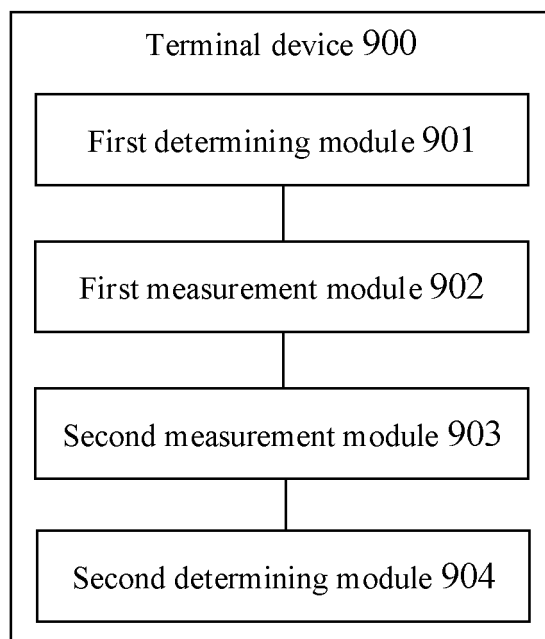 Terminal device 900
First determining module 901
First measurement module 902
Second measurement module 903
Second determining module 904